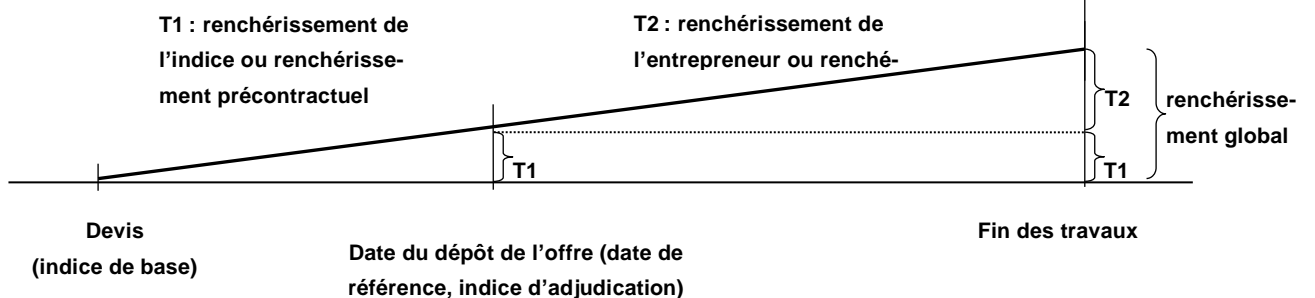 T1 : renchérissement de
l'indice ou renchérisse-
ment précontractuel
T2 : renchérissement de
l'entrepreneur ou renché-
T2
renchérisse-
ment global
T1
T1
Devis
(indice de base)
Date du dépôt de l'offre (date de
référence, indice d'adjudication)
Fin des travaux